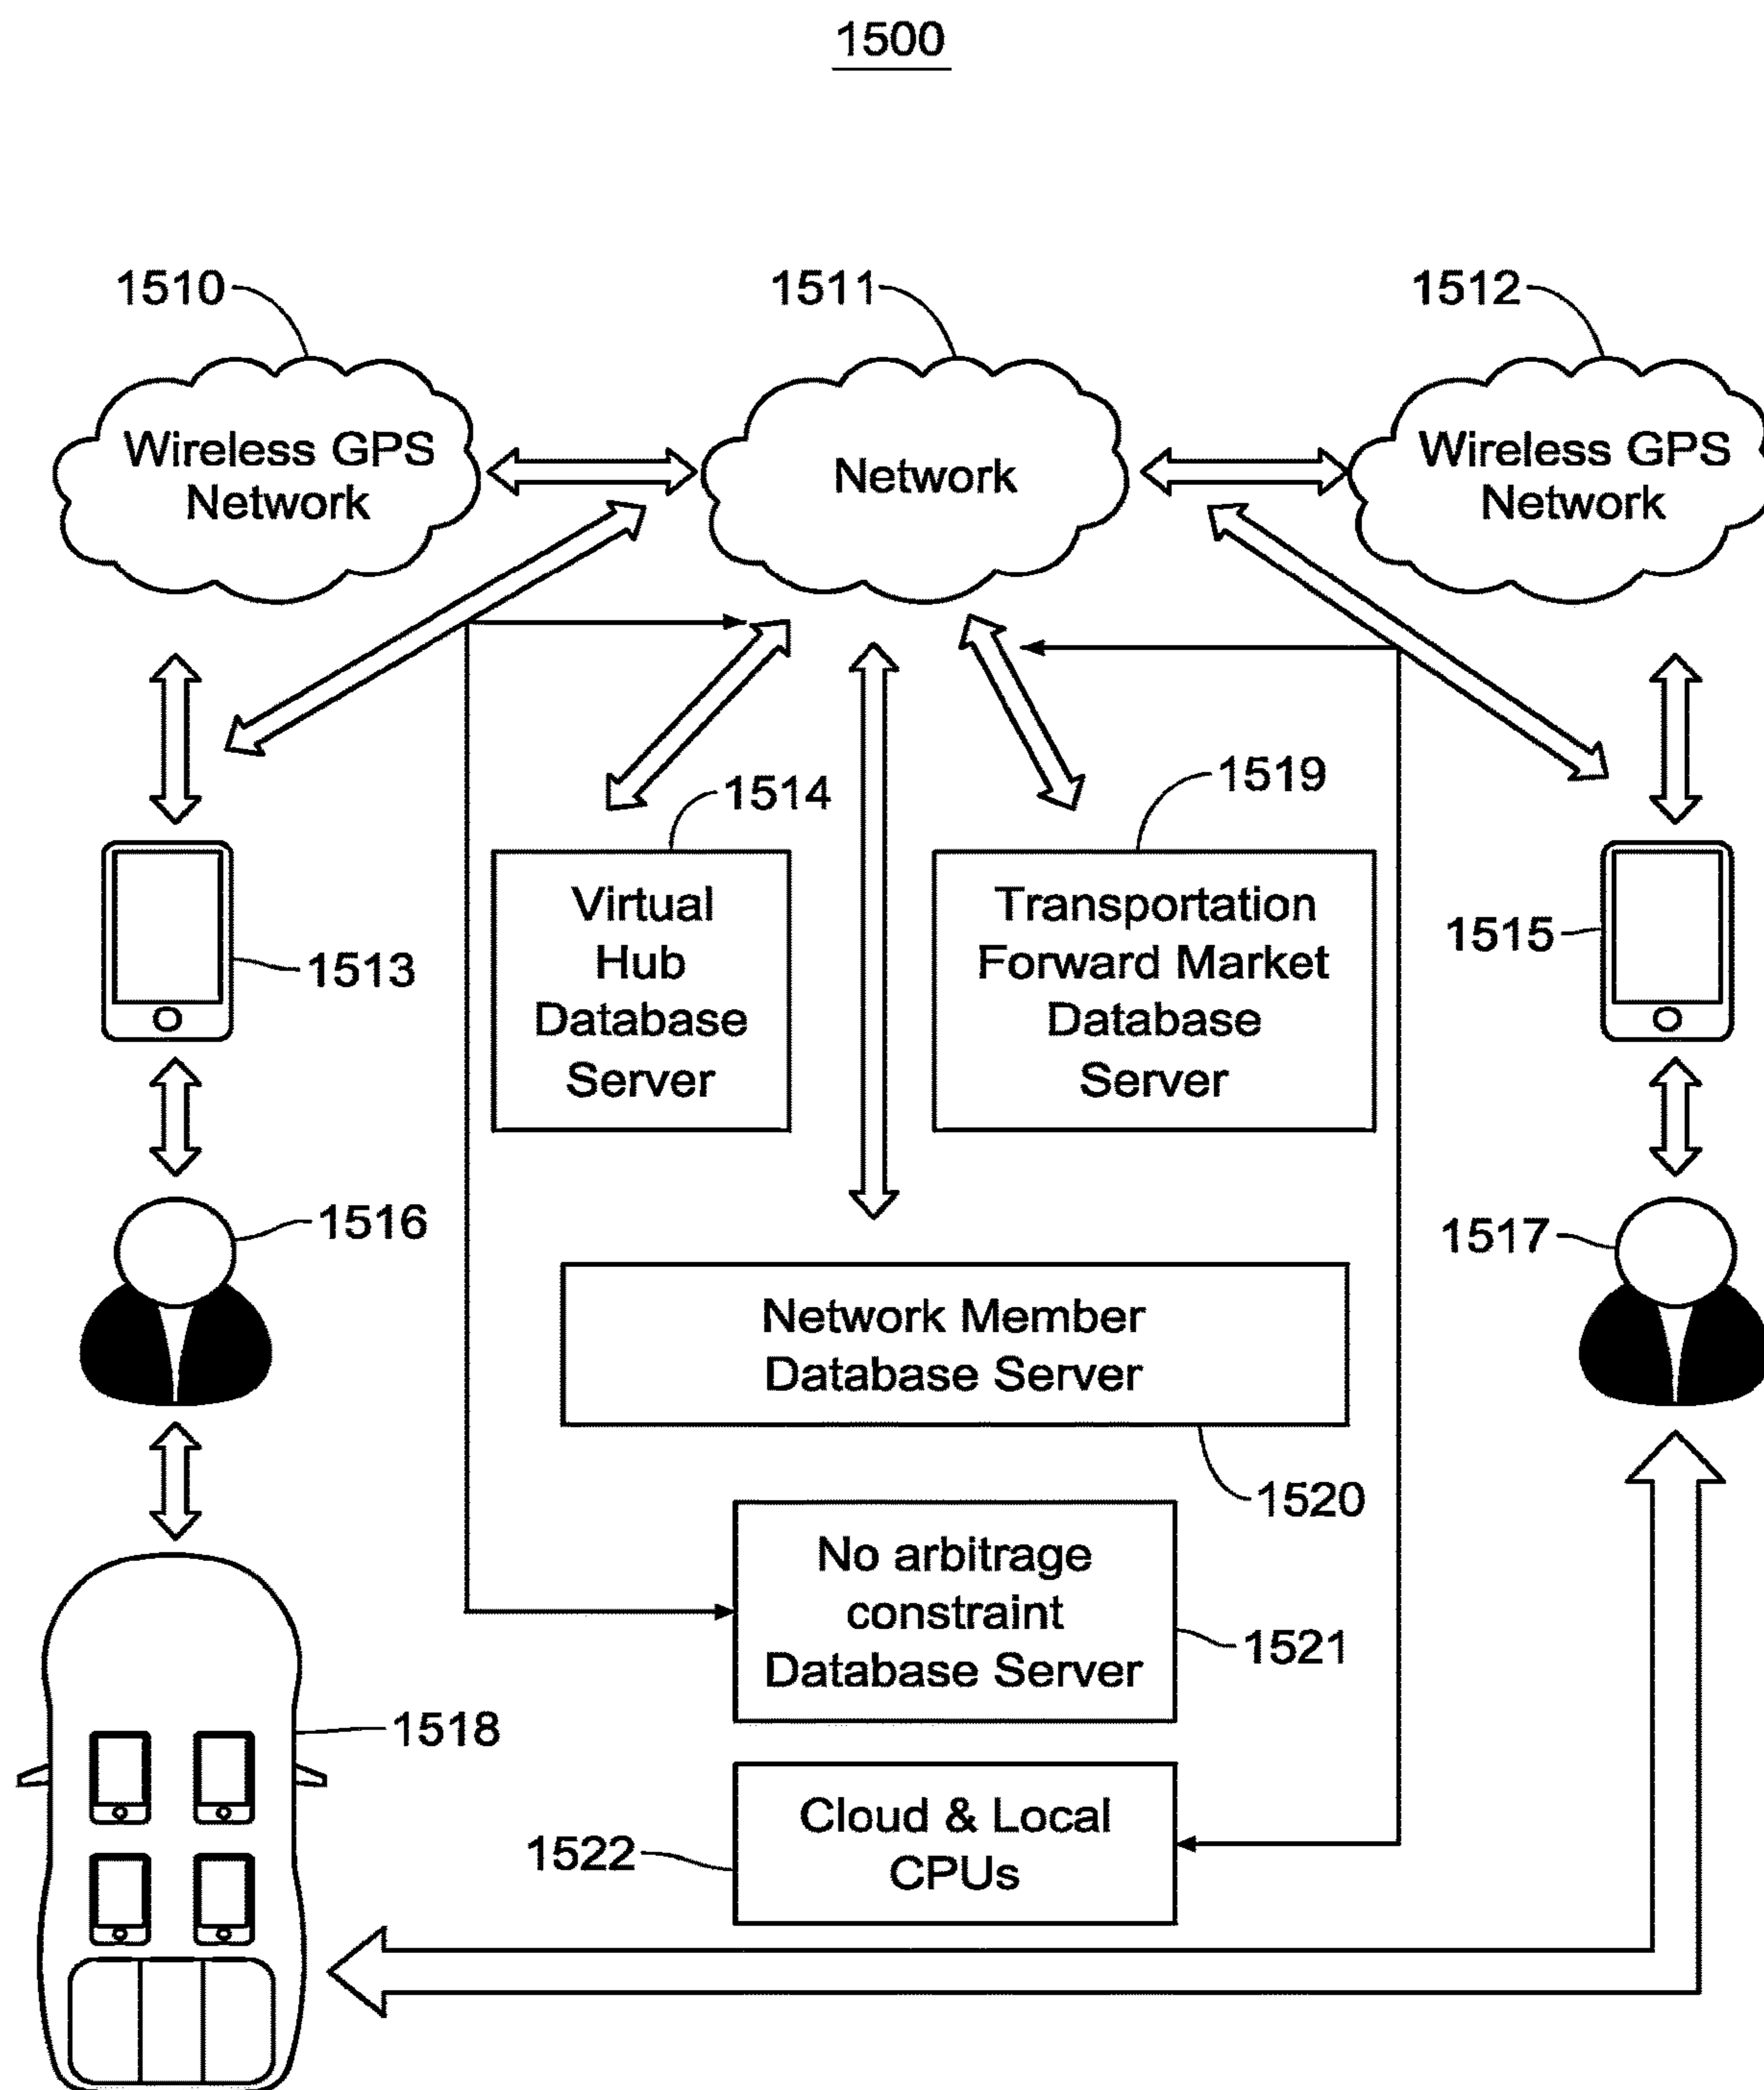 1500
1510
1511
1512
Wireless GPS
Network
Network
Wireless GPS
Network
1514
1519
Virtual
Hub
Database
Server
Transportation
Forward Market
Database
Server
1513
1515
1516
1517
Network Member
Database Server
1520
No arbitrage
constraint
Database Server
1521
1518
Cloud & Local
CPUs
1522